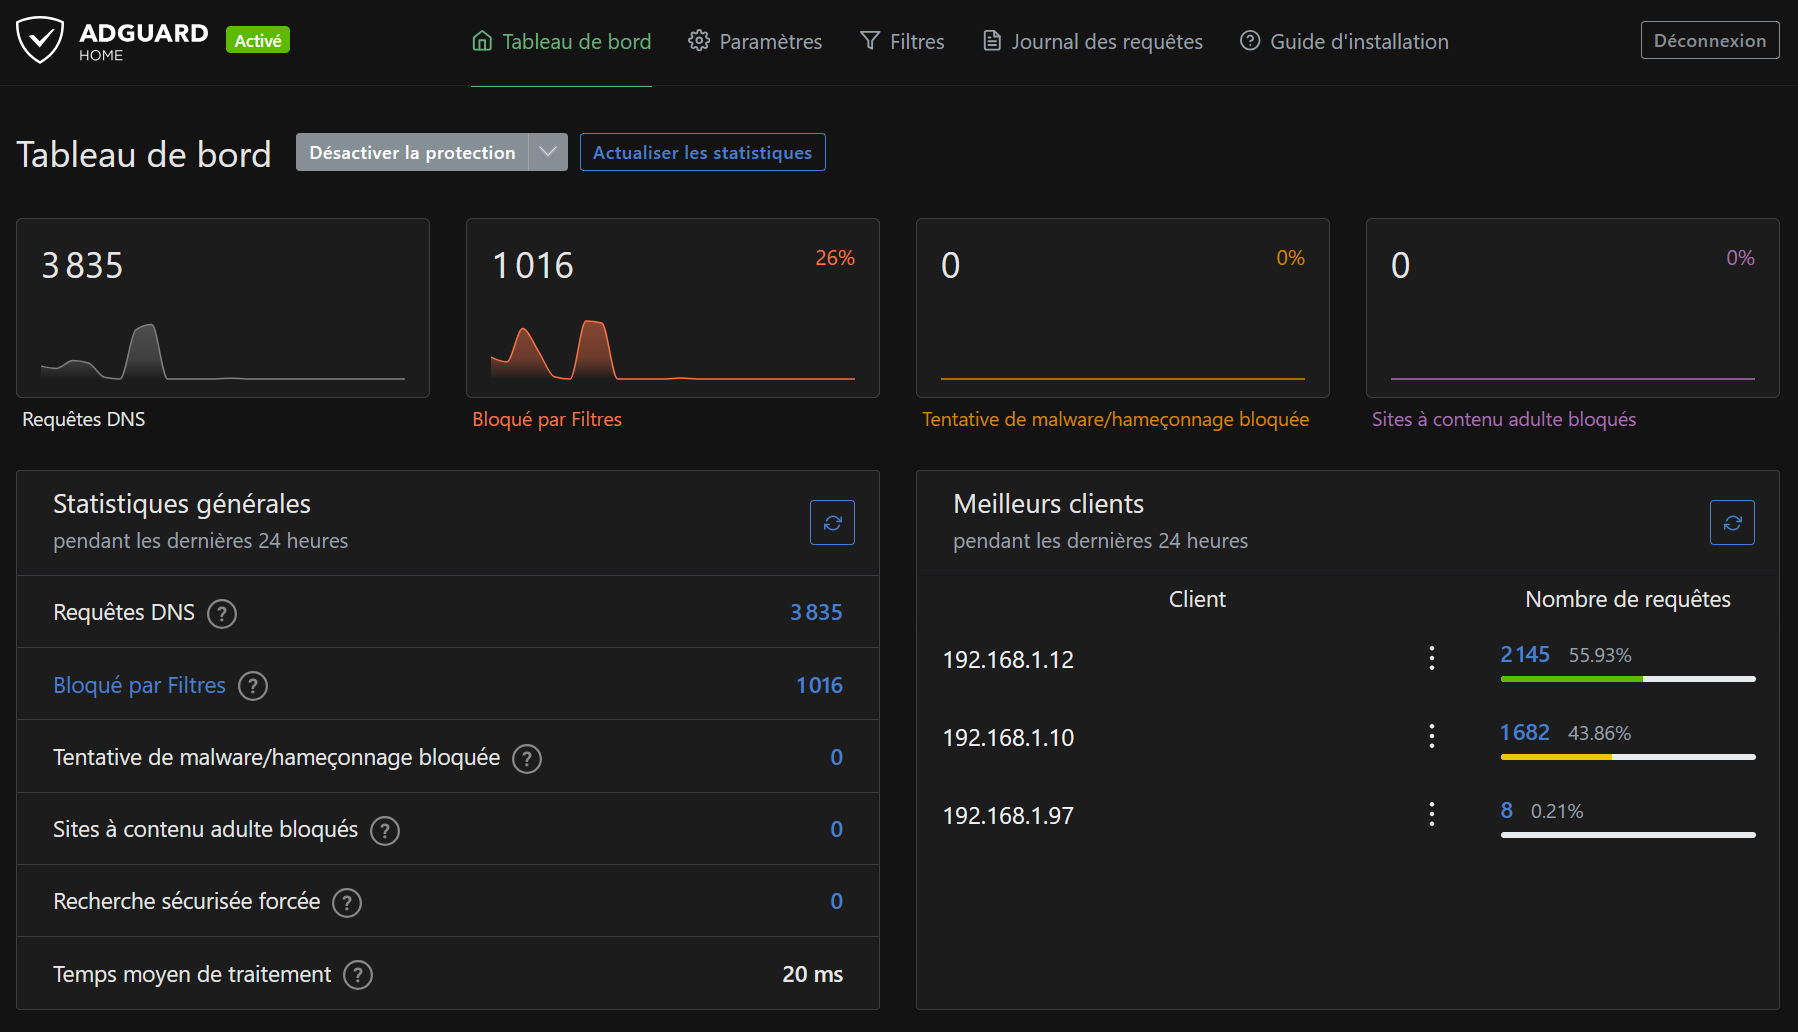 ADGUARD
HOME
Activé
Tableau de bord
Paramètres
Filtres
Journal des requêtes
Guide d'installation
Déconnexion
Tableau de bord
Désactiver la protection
Actualiser les statistiques
3 835
Requêtes DNS
1 016
26%
Bloqué par Filtres
0
0%
Tentative de malware/hameçonnage bloquée
0
0%
Sites à contenu adulte bloqués
Statistiques générales
pendant les dernières 24 heures
Requêtes DNS ? 3 835
Bloqué par Filtres ? 1 016
Tentative de malware/hameçonnage bloquée ? 0
Sites à contenu adulte bloqués ? 0
Recherche sécurisée forcée ? 0
Temps moyen de traitement ? 20 ms
Meilleurs clients
pendant les dernières 24 heures
Client Nombre de requêtes
192.168.1.12 2 145 55.93%
192.168.1.10 1 682 43.86%
192.168.1.97 8 0.21%